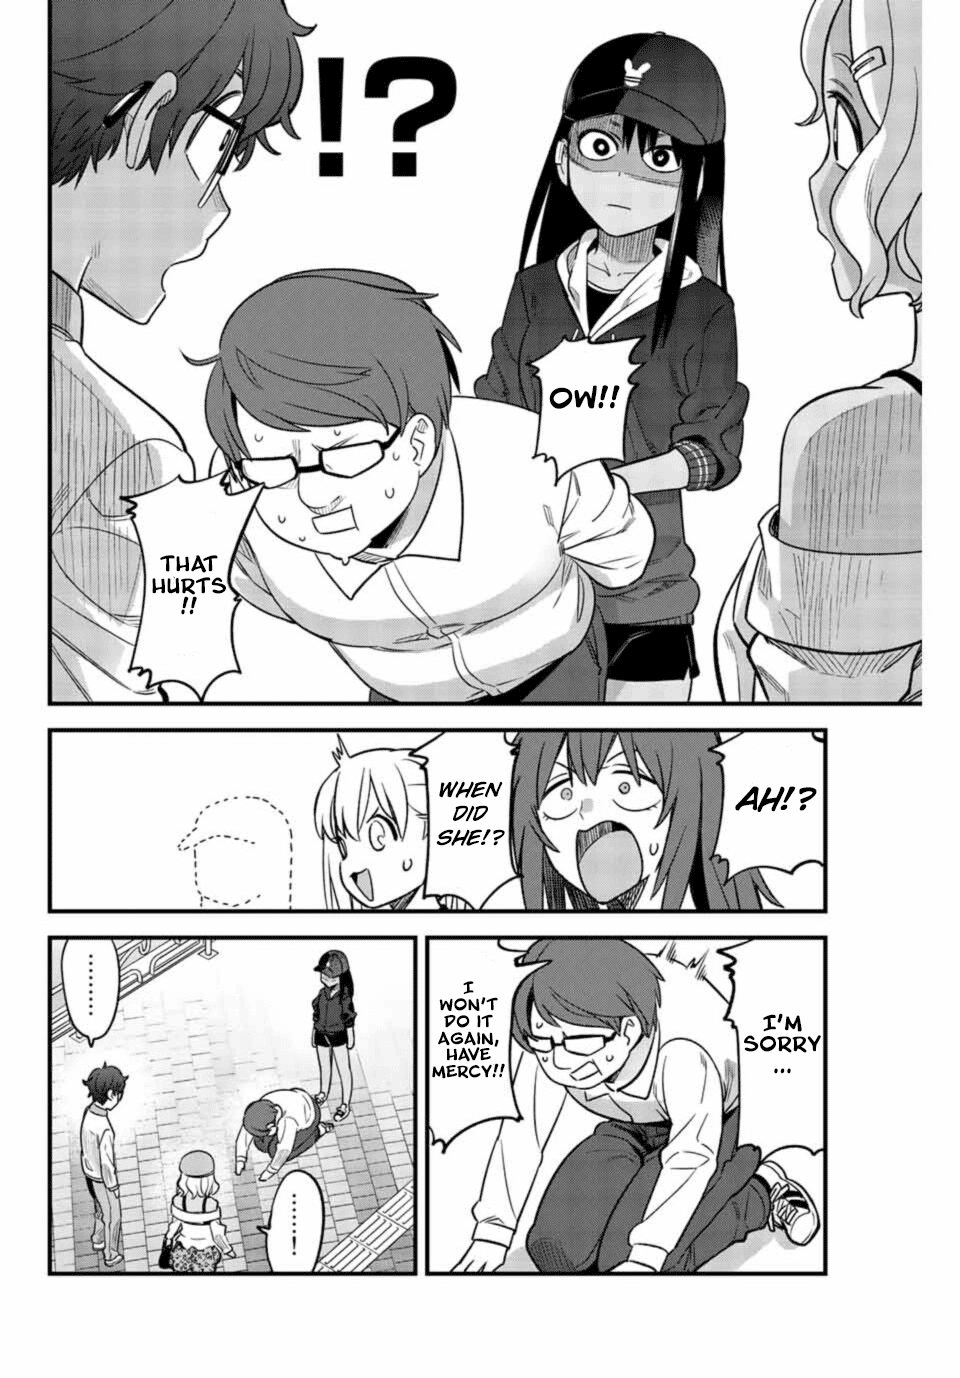 !?
OW!!
THAT
HURTS
!!
AH!?
WHEN
DID
SHE!?
I'M
SORRY
...
I
WON'T
DO IT
AGAIN,
HAVE
MERCY!!
........
......!